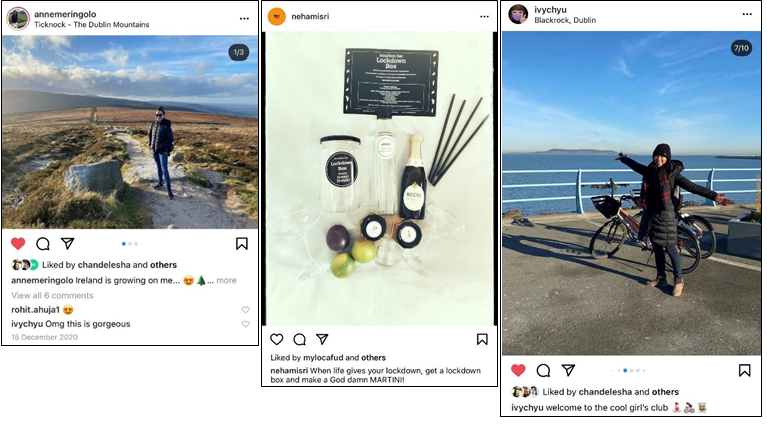 annemeringolo
Ticknock - The Dublin Mountains
1/3
Liked by chandelesha and others
annemeringolo Ireland is growing on me... 😍 🌲 ... more
View all 6 comments
rohit.ahuja1 😍
ivychyu Omg this is gorgeous
15 December 2020
nehamisri
Lockdown
Box
Lockdown
Box
Liked by mylocafud and others
nehamisri When life gives your lockdown, get a lockdown
box and make a God damn MARTINI!
ivychyu
Blackrock, Dublin
7/10
Liked by chandelesha and others
ivychyu welcome to the cool girl's club